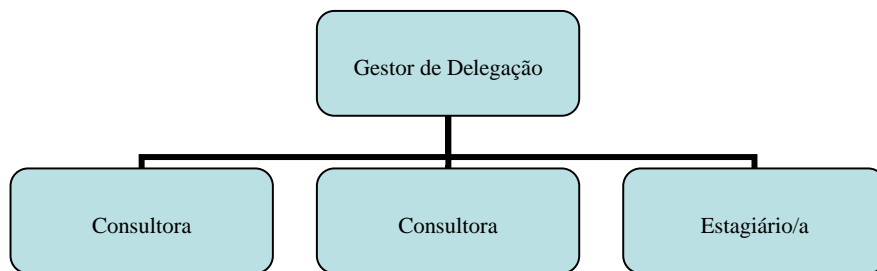 Gestor de Delegação
Consultora
Consultora
Estagiário/a